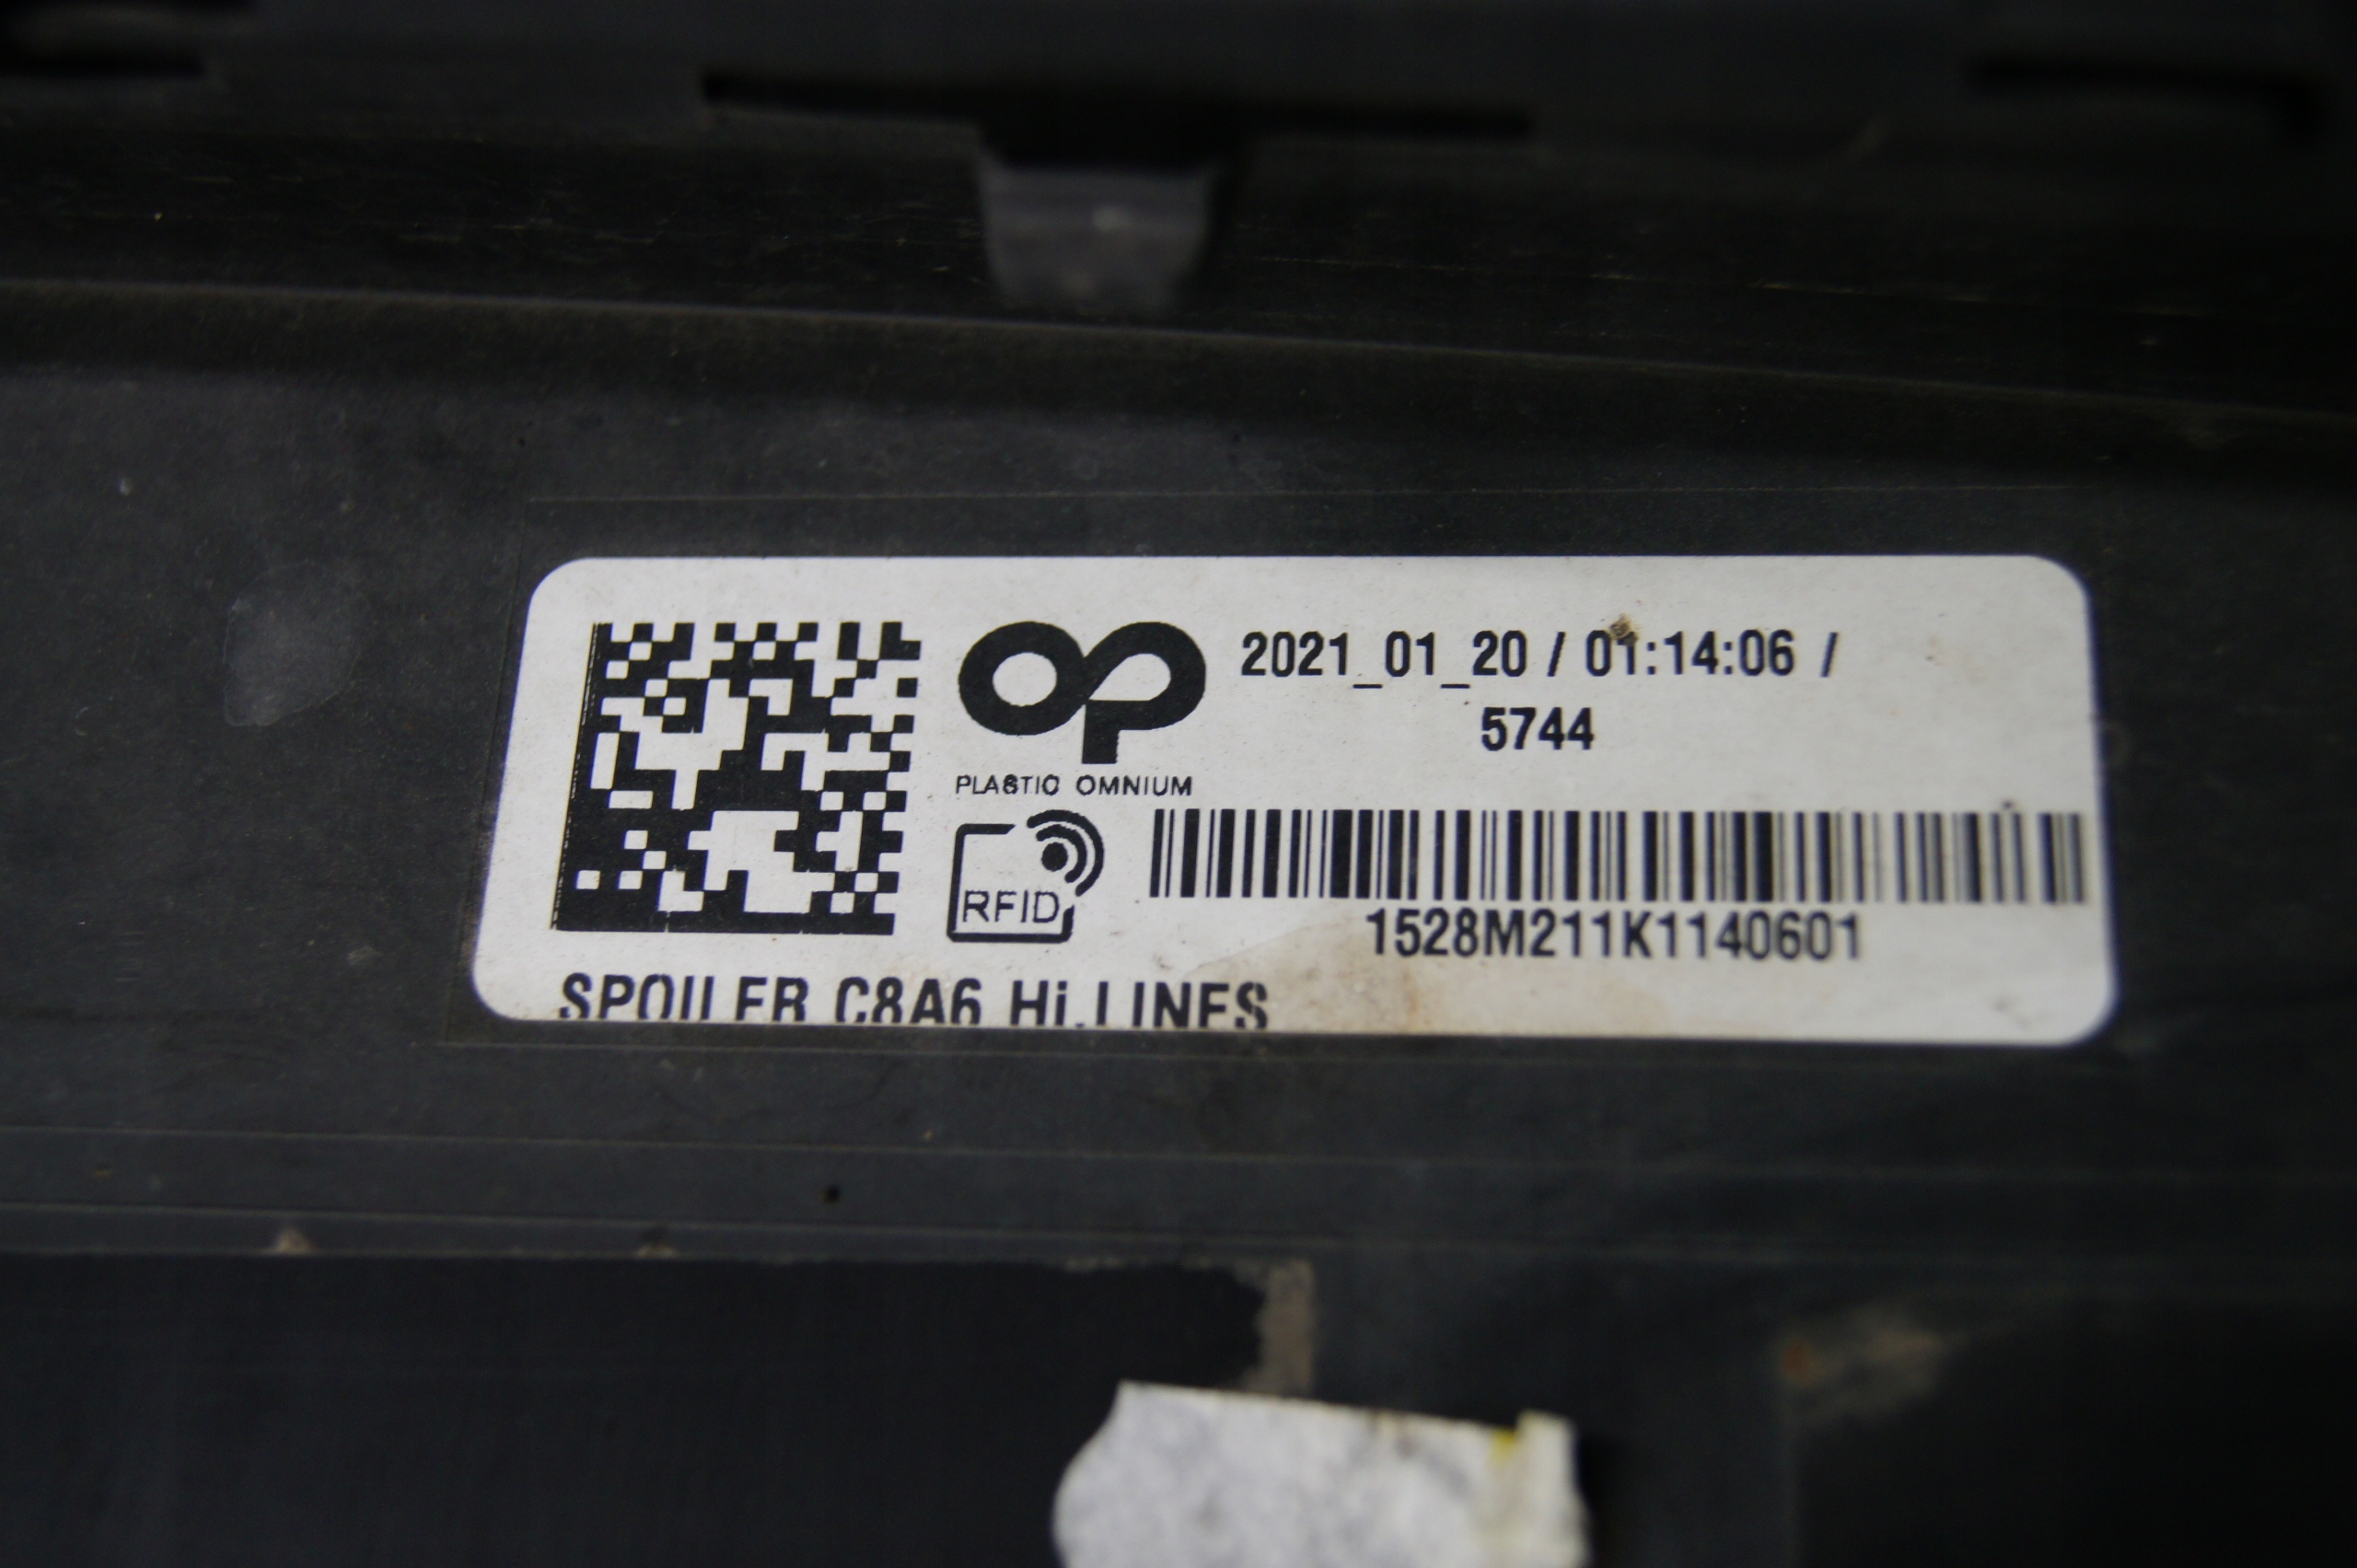 2021_01_20 / 01:14:06 /
5744
PLASTIC OMNIUM
RFID
1528M211K1140601
SPOILER C8A6 Hi.LINES